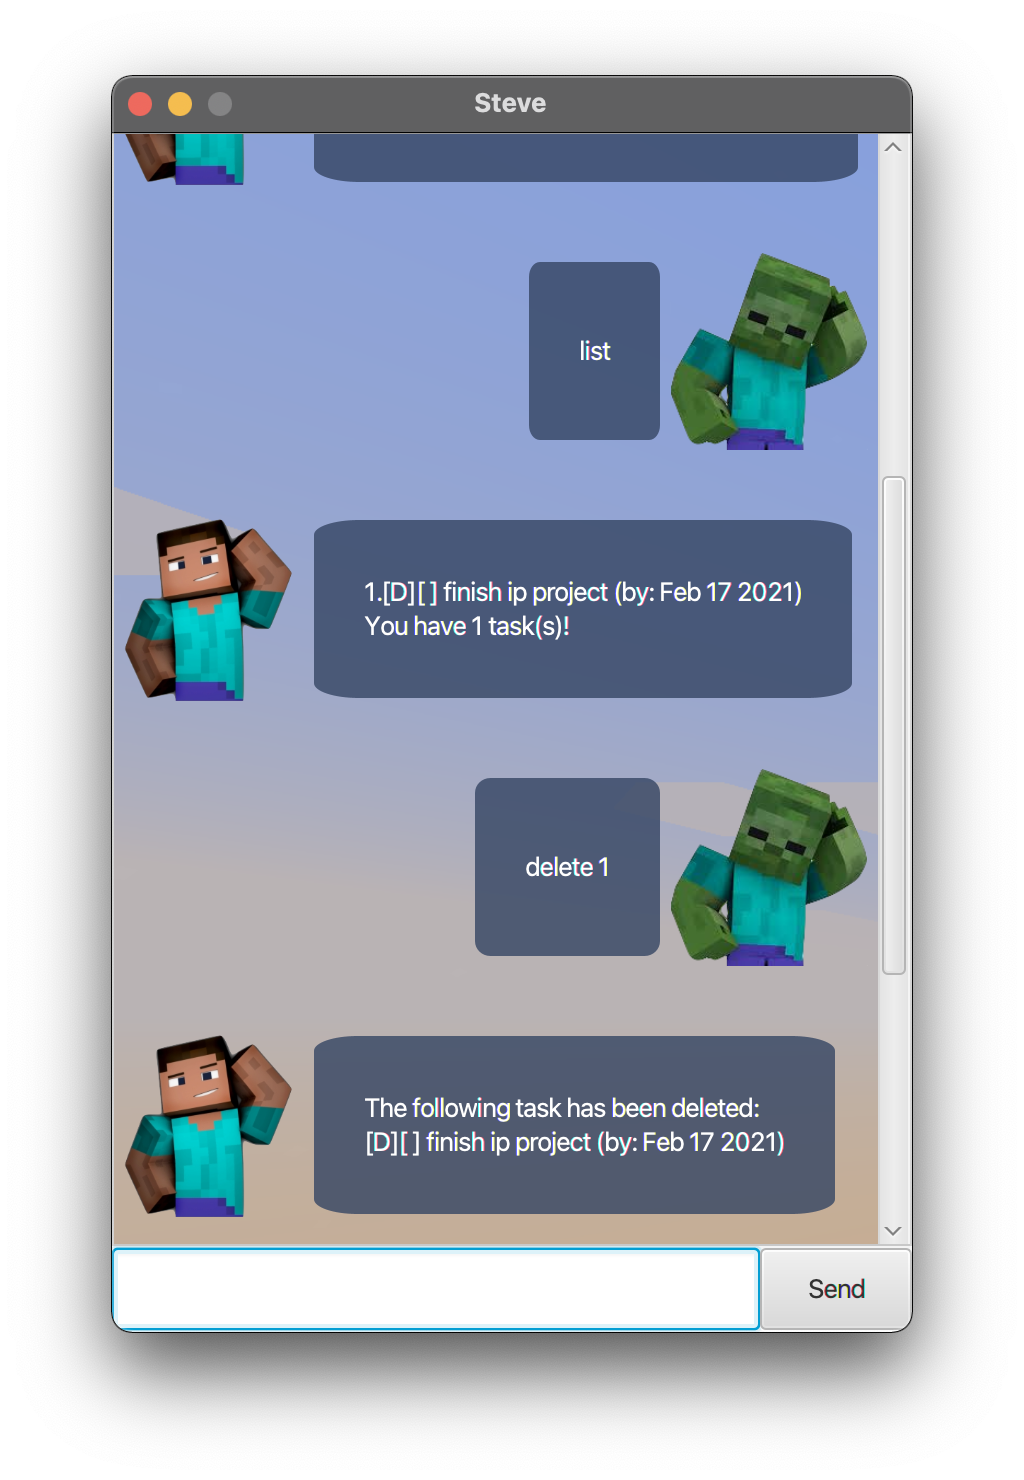 Steve
list
1.[D][ ] finish ip project (by: Feb 17 2021)
You have 1 task(s)!
delete 1
The following task has been deleted:
[D][ ] finish ip project (by: Feb 17 2021)
Send